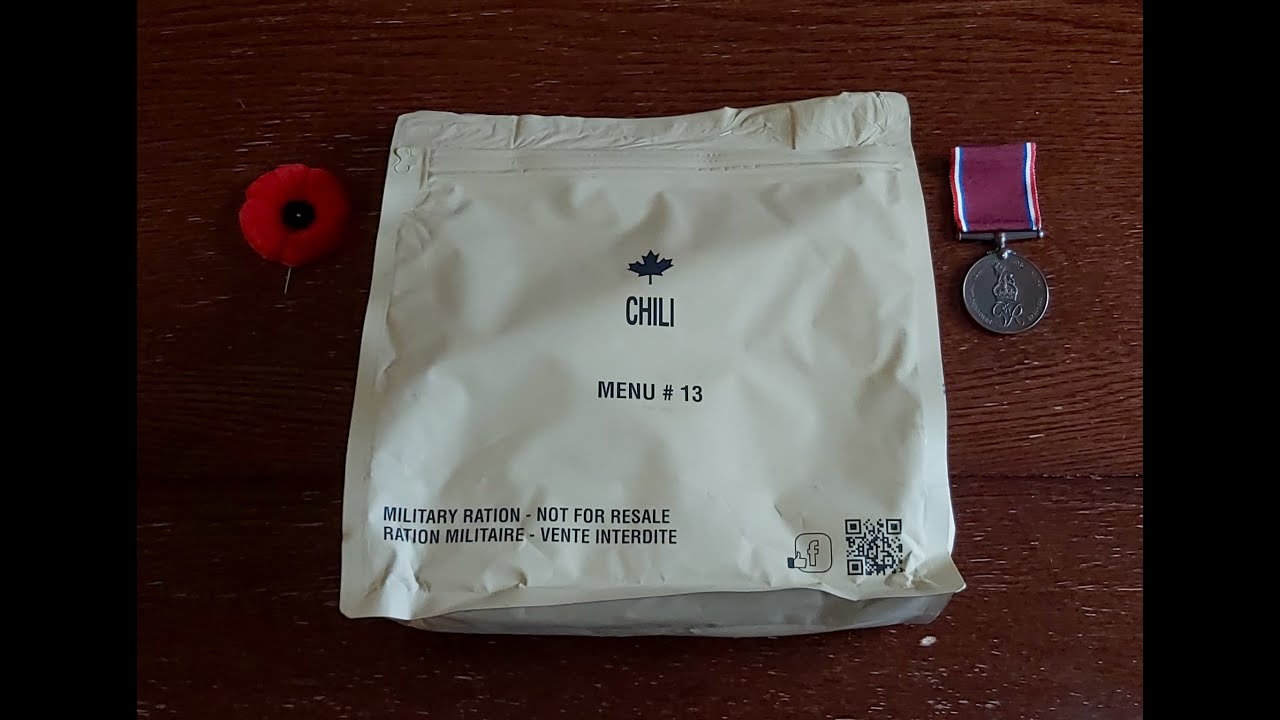 CHILI
MENU # 13
MILITARY RATION - NOT FOR RESALE
RATION MILITAIRE - VENTE INTERDITE
f